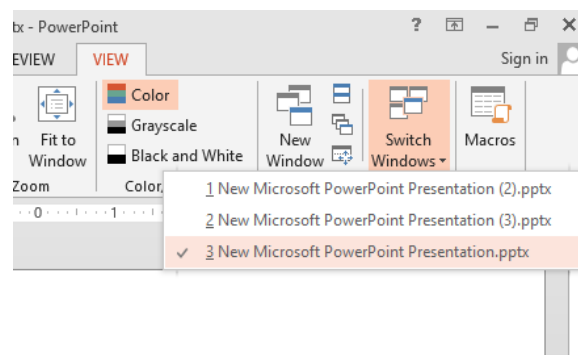 tx - PowerPoint ?
EVIEW VIEW Sign in
Color
Grayscale
Black and White
Fit to
Window
New
Window
Switch
Windows
Macros
Zoom Color
0 1
1 New Microsoft PowerPoint Presentation (2).pptx
2 New Microsoft PowerPoint Presentation (3).pptx
3 New Microsoft PowerPoint Presentation.pptx